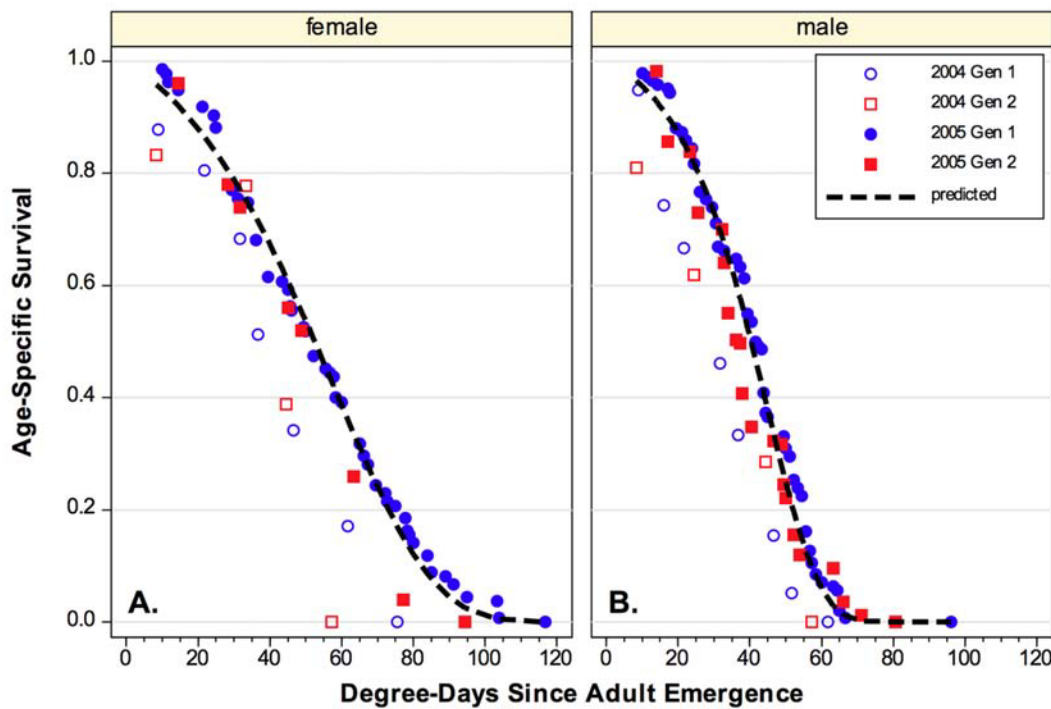 female
male
2004 Gen 1
2004 Gen 2
2005 Gen 1
2005 Gen 2
predicted
Age-Specific Survival
1.0
0.8
0.6
0.4
0.2
0.0
A.
B.
0 20 40 60 80 100 120
0 20 40 60 80 100 120
Degree-Days Since Adult Emergence